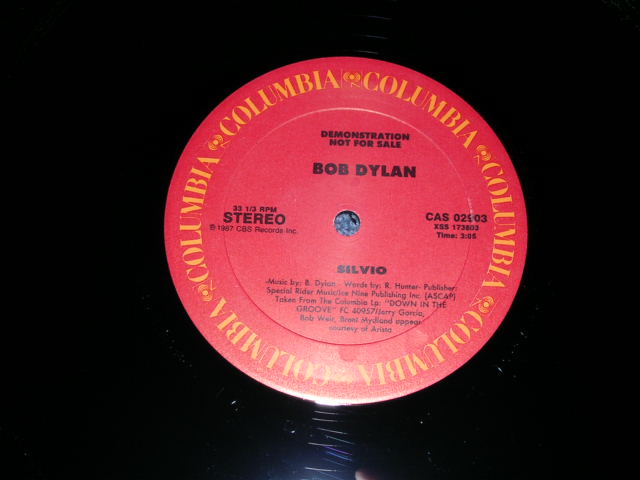 COLUMBIA COLUMBIA COLUMBIA COLUMBIA COLUMBIA COLUMBIA COLUMBIA
DEMONSTRATION
NOT FOR SALE
BOB DYLAN
33 1/3 RPM
STEREO
℗ 1987 CBS Records Inc.
CAS 02903
XSS 173803
Time: 3:05
SILVIO
-Music by: B. Dylan - Words by: R. Hunter- Publisher:
Special Rider Music/Ice Nine Publishing Inc. (ASCAP)
Taken From The Columbia Lp: "DOWN IN THE
GROOVE" FC 40957/Jerry Garcia,
Bob Weir, Brent Mydland appear
courtesy of Arista